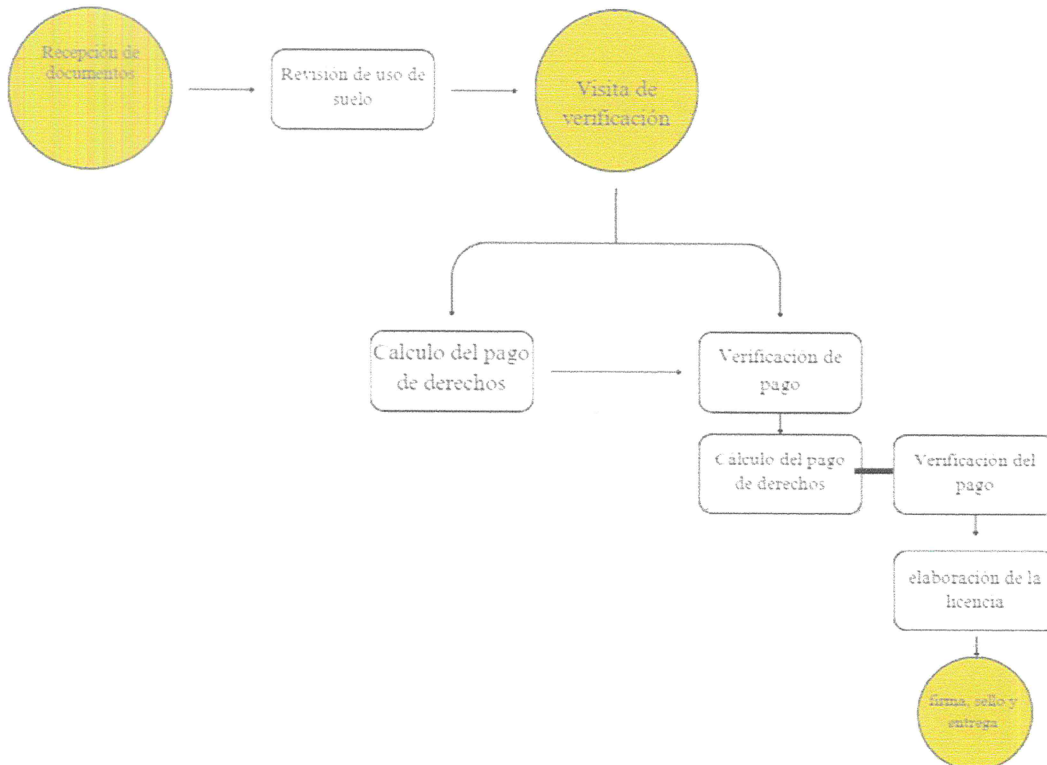 Recepción de
documentos
Revisión de uso de
suelo
Visita de
verificación
Calculo del pago
de derechos
Verificación de
pago
Calculo del pago
de derechos
Verificación del
pago
elaboración de la
licencia
firma, sello y
entrega